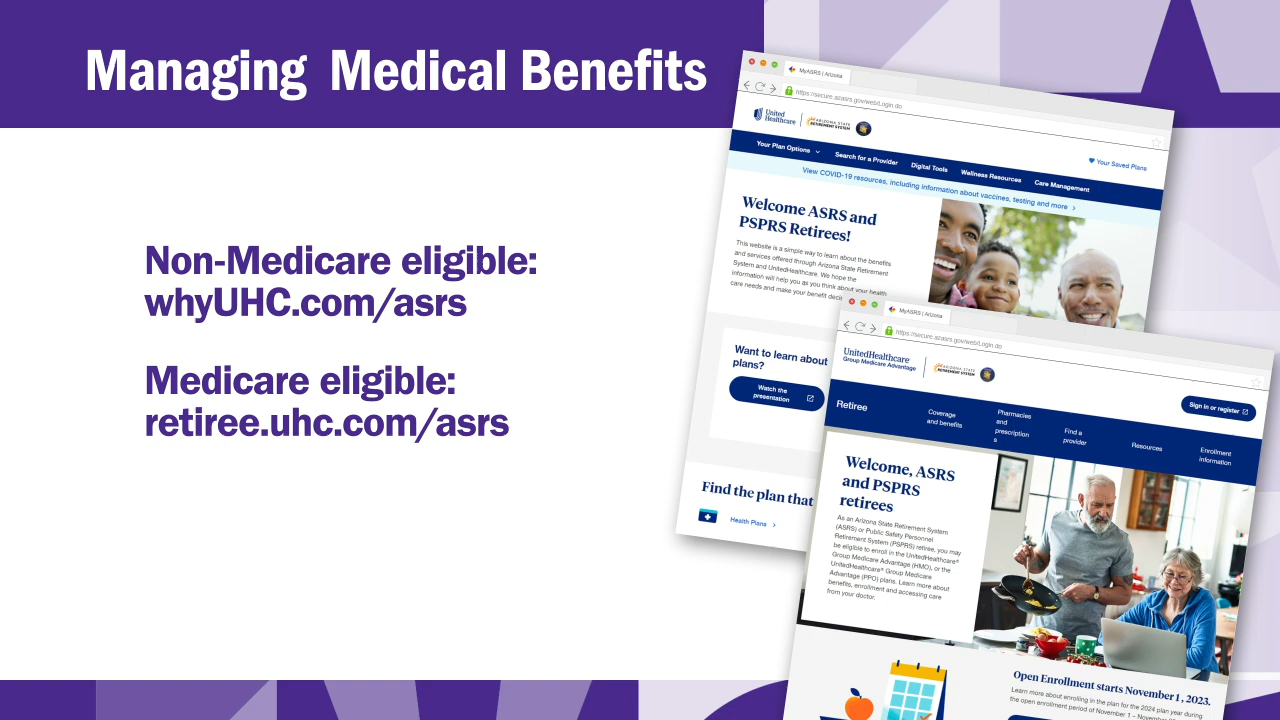 Managing Medical Benefits
Non-Medicare eligible:
whyUHC.com/asrs
Medicare eligible:
retiree.uhc.com/asrs
MyASRS | Arizona
https://secure.azasrs.gov/web/Login.do
United
Healthcare
ARIZONA STATE
RETIREMENT SYSTEM
Your Saved Plans
Your Plan Options
Search for a Provider
Digital Tools
Wellness Resources
Care Management
View COVID-19 resources, including information about vaccines, testing and more >
Welcome ASRS and
PSPRS Retirees!
This website is a simple way to learn about the benefits
and services offered through Arizona State Retirement
System and UnitedHealthcare. We hope the
information will help you as you think about your health
care needs and make your benefit deci
Want to learn about
plans?
Watch the
presentation
Find the plan that
Health Plans >
MyASRS | Arizona
https://secure.azasrs.gov/web/Login.do
UnitedHealthcare
Group Medicare Advantage
ARIZONA STATE
RETIREMENT SYSTEM
Sign in or register
Retiree
Coverage
and benefits
Pharmacies
and
prescription
s
Find a
provider
Resources
Enrollment
information
Welcome, ASRS
and PSPRS
retirees
As an Arizona State Retirement System
(ASRS) or Public Safety Personnel
Retirement System (PSPRS) retiree, you may
be eligible to enroll in the UnitedHealthcare®
Group Medicare Advantage (HMO), or the
UnitedHealthcare® Group Medicare
Advantage (PPO) plans. Learn more about
benefits, enrollment and accessing care
from your doctor.
Open Enrollment starts November 1, 2023.
Learn more about enrolling in the plan for the 2024 plan year during
the open enrollment period of November 1 – November